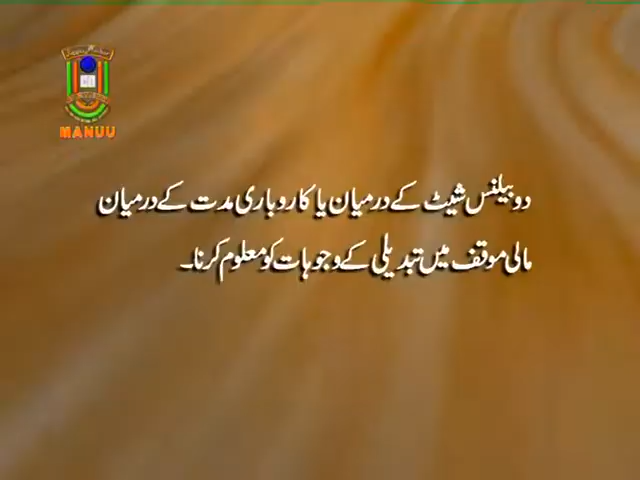 MANUU
دو بیلنس شیٹ کے درمیان یا کاروباری مدت کے درمیان
مالی موقف میں تبدیلی کے وجوہات کو معلوم کرنا۔